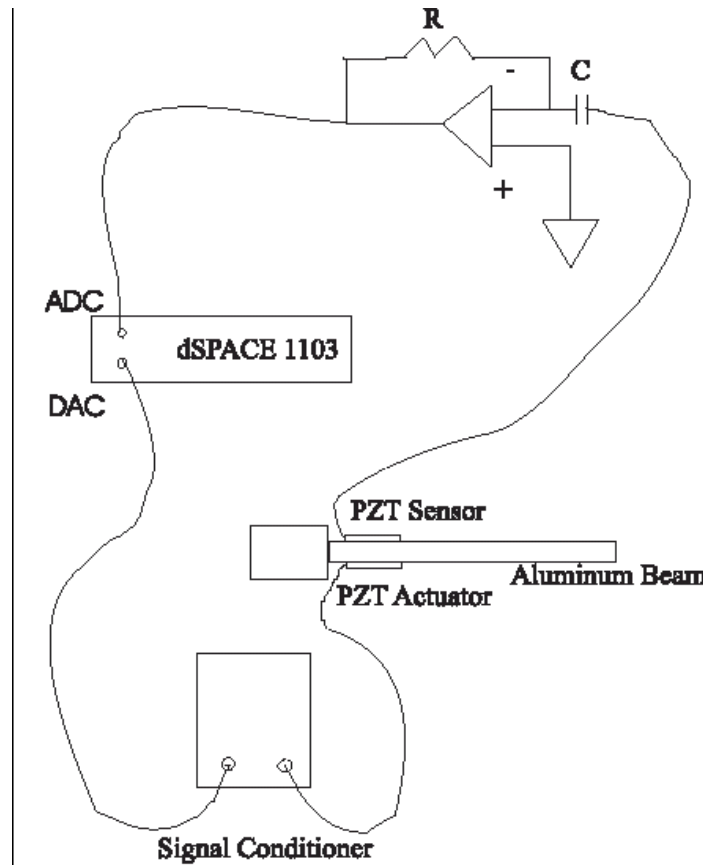 R
-
C
+
ADC
dSPACE 1103
DAC
PZT Sensor
Aluminum Beam
PZT Actuator
Signal Conditioner